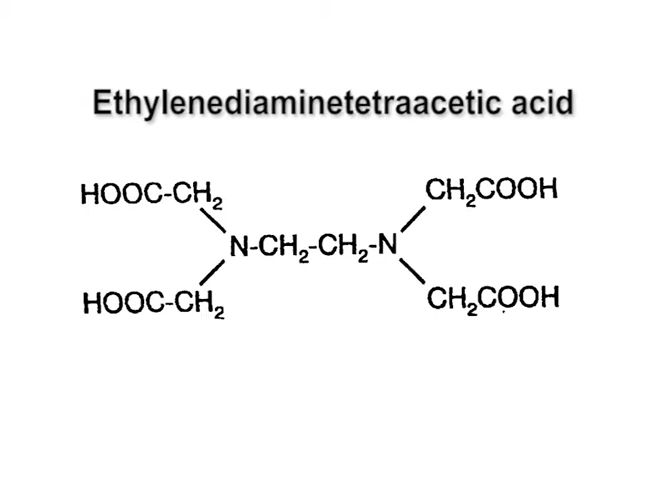 Ethylenediaminetetraacetic acid
HOOC-CH₂ CH₂COOH
N-CH₂-CH₂-N
HOOC-CH₂ CH₂COOH